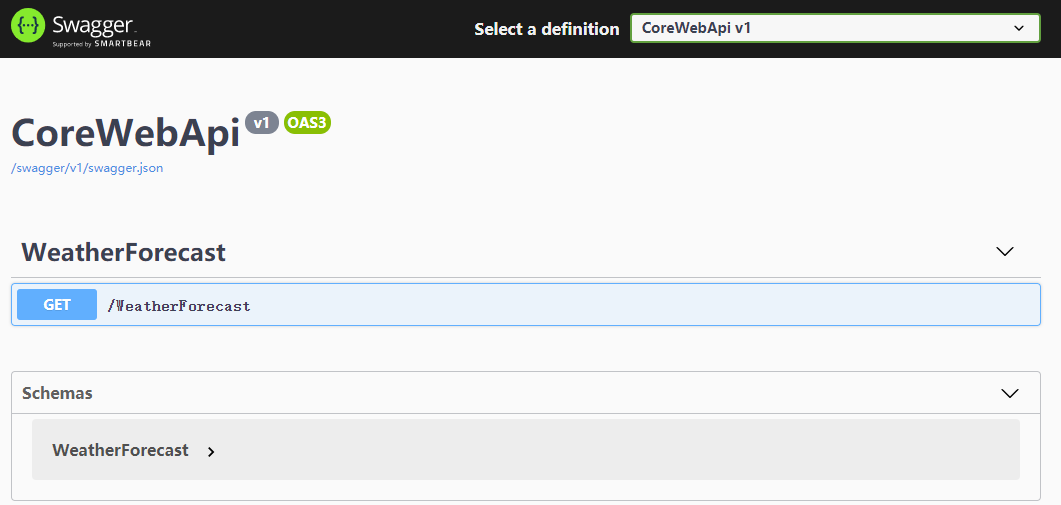 {...} Swagger
Supported by SMARTBEAR
Select a definition
CoreWebApi v1
CoreWebApi v1 OAS3
/swagger/v1/swagger.json
WeatherForecast
GET /WeatherForecast
Schemas
WeatherForecast